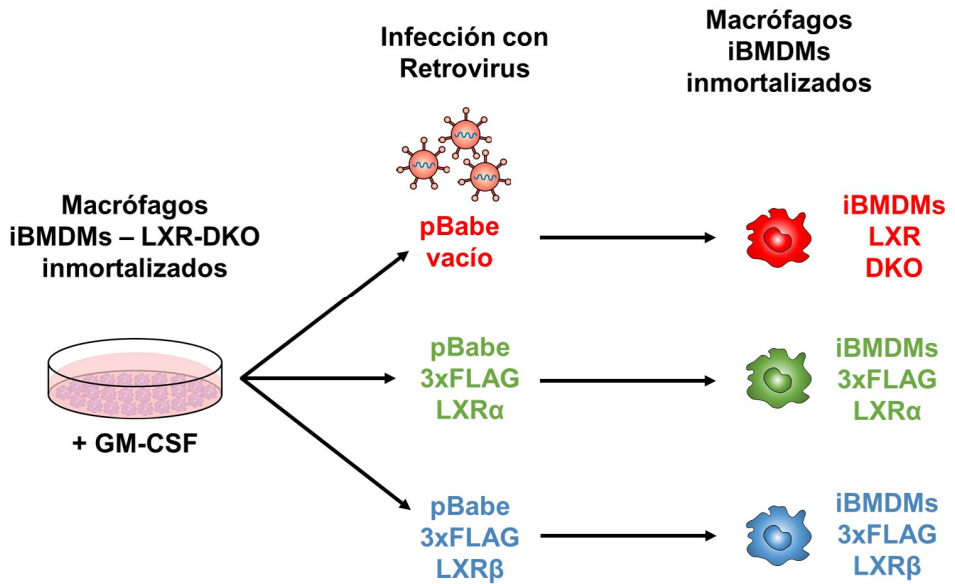 Macrófagos
iBMDMs – LXR-DKO
inmortalizados
+ GM-CSF
Infección con
Retrovirus
pBabe
vacío
pBabe
3xFLAG
LXRα
pBabe
3xFLAG
LXRβ
Macrófagos
iBMDMs
inmortalizados
iBMDMs
LXR
DKO
iBMDMs
3xFLAG
LXRα
iBMDMs
3xFLAG
LXRβ